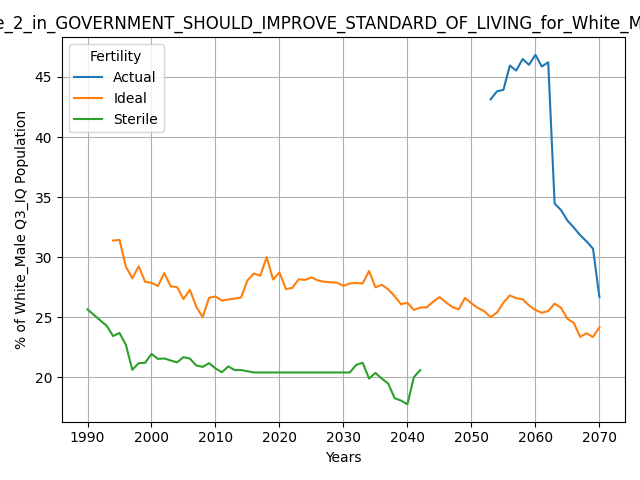 e_2_in_GOVERNMENT_SHOULD_IMPROVE_STANDARD_OF_LIVING_for_White_M
Fertility
Actual
Ideal
Sterile
% of White_Male Q3_IQ Population
45
40
35
30
25
20
1990 2000 2010 2020 2030 2040 2050 2060 2070
Years